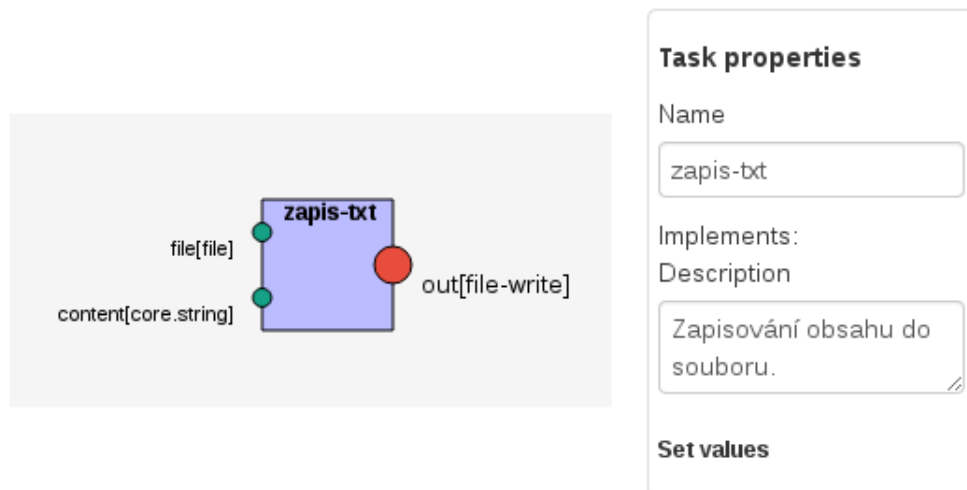 zapis-txt
file[file]
out[file-write]
content[core.string]
Task properties
Name
zapis-txt
Implements:
Description
Zapisování obsahu do
souboru.
Set values